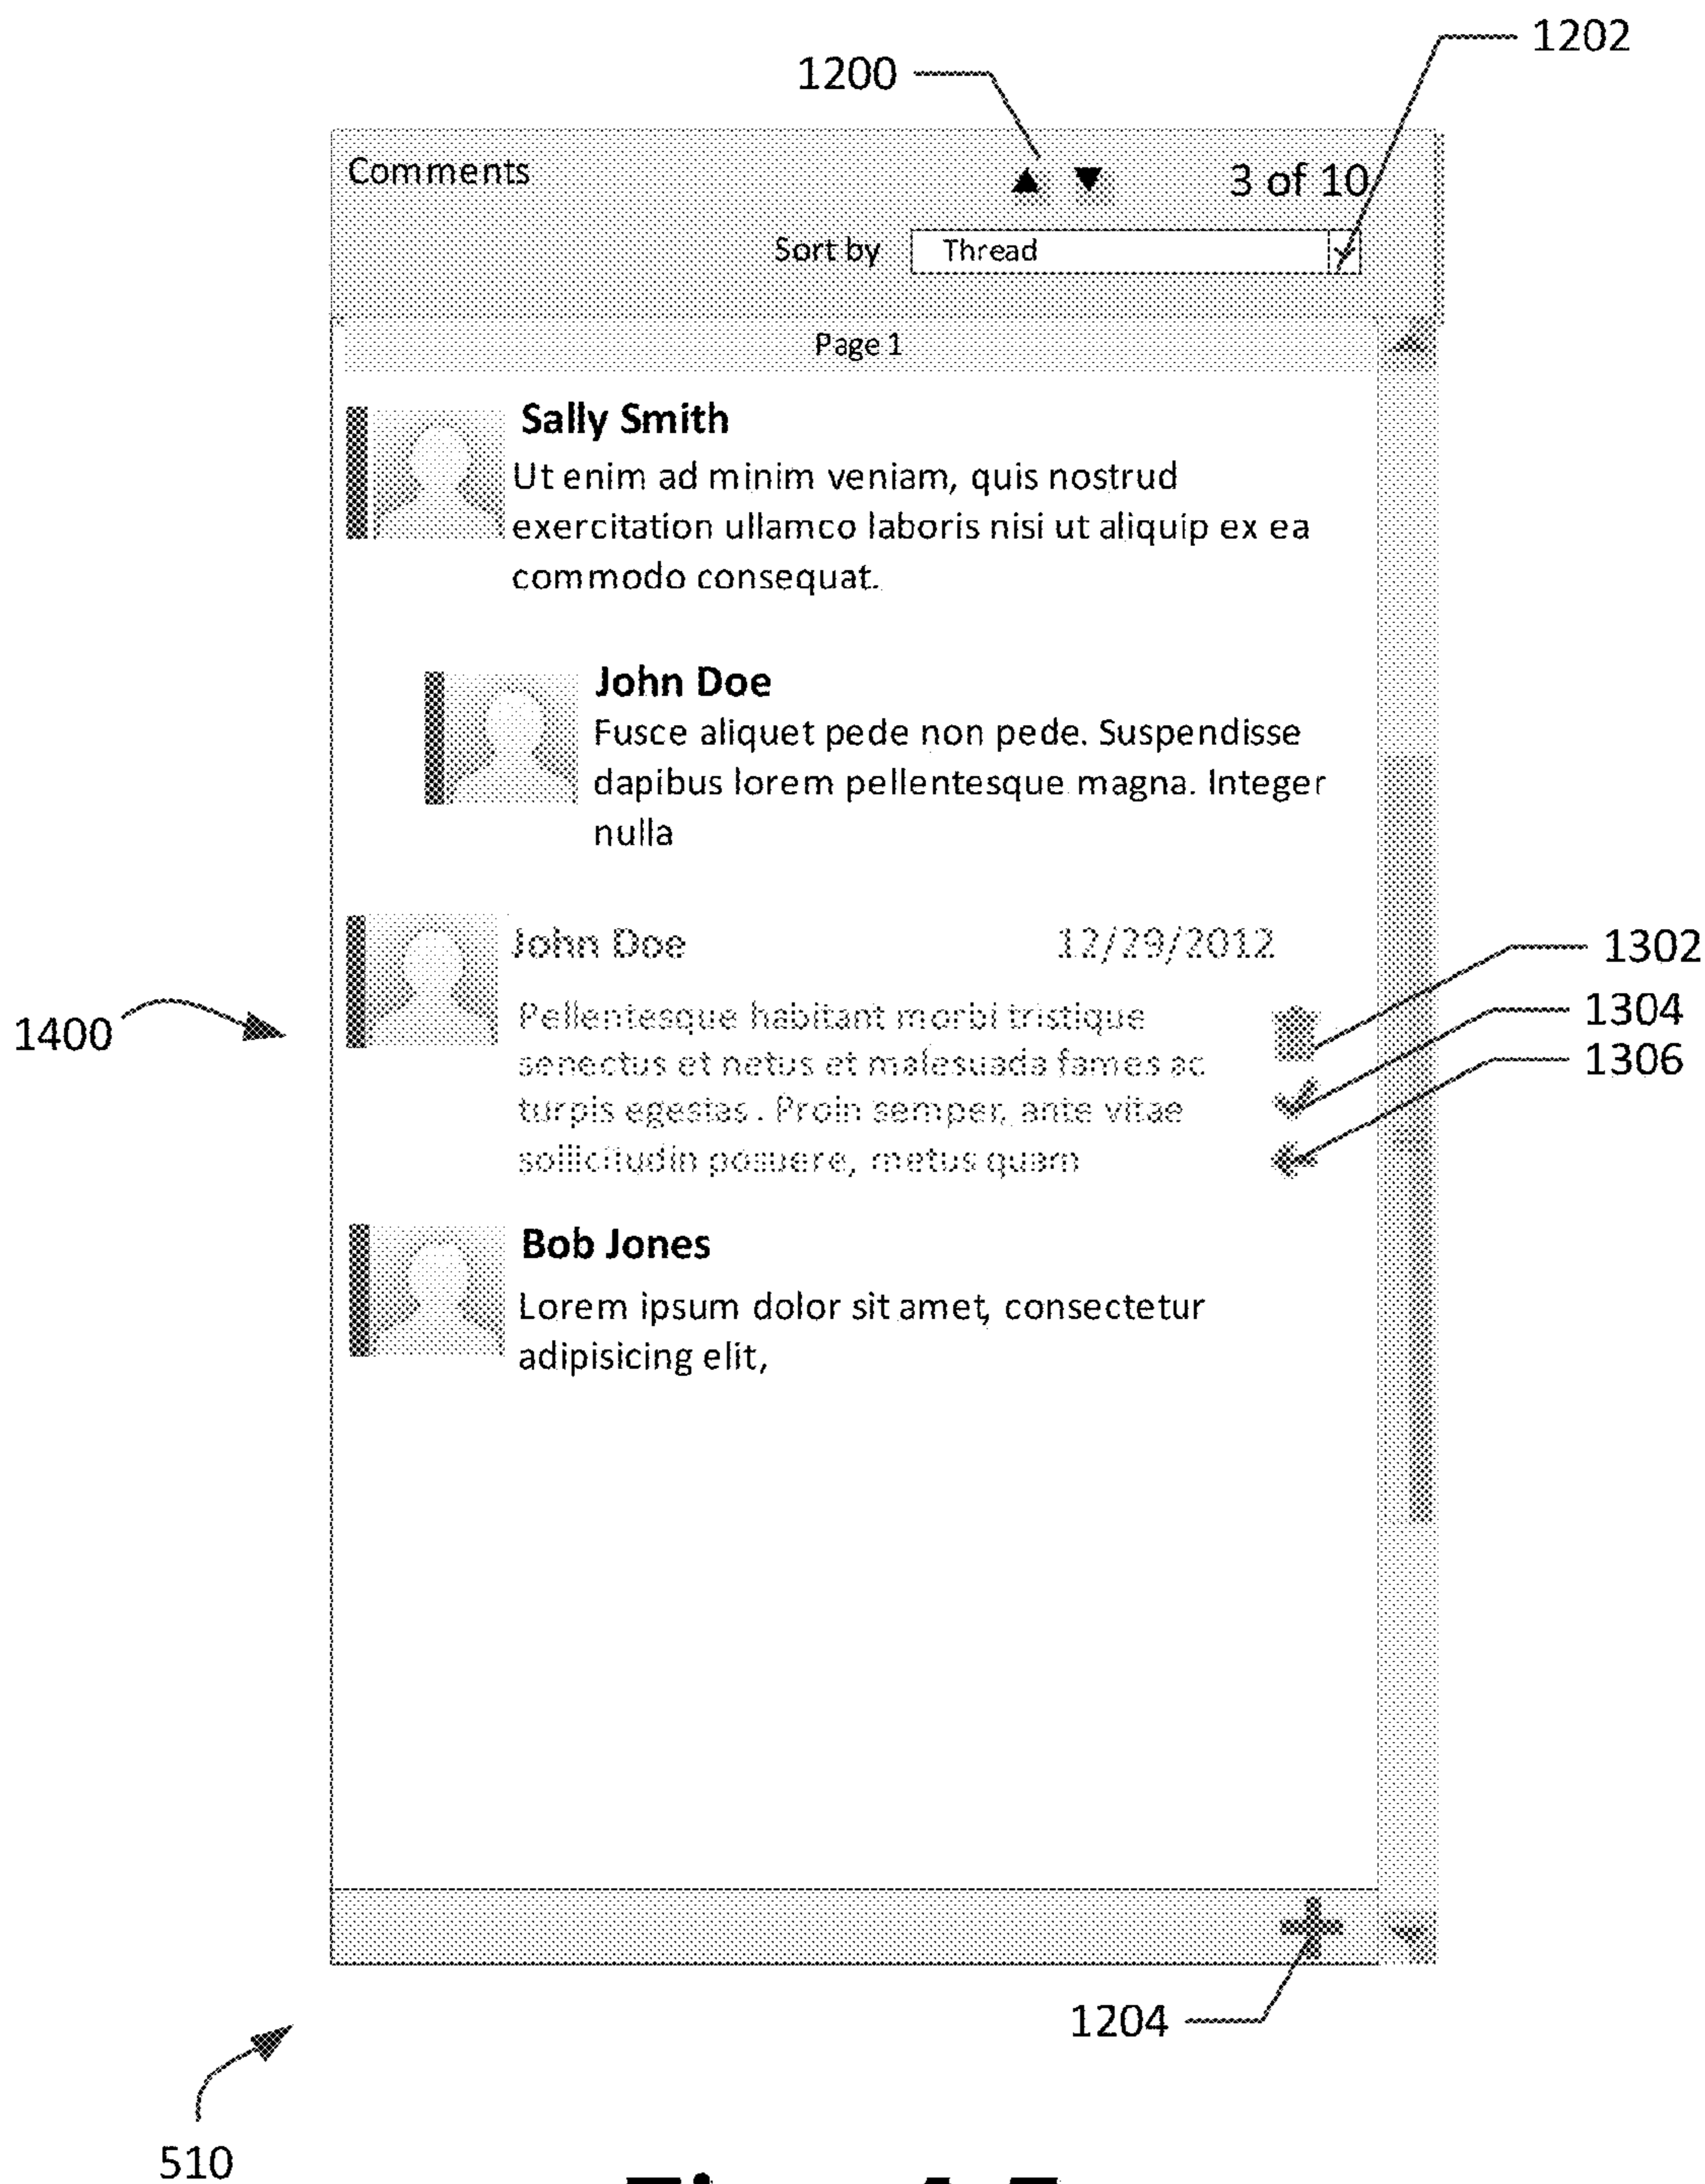 1202
1200
Comments
3 of 10
Sort by Thread
Page 1
Sally Smith
Ut enim ad minim veniam, quis nostrud
exercitation ullamco laboris nisi ut aliquip ex ea
commodo consequat.
John Doe
Fusce aliquet pede non pede. Suspendisse
dapibus lorem pellentesque magna. Integer
nulla
John Doe 12/29/2012
1302
Pellentesque habitant morbi tristique
1304
1400
senectus et netus et malesuada fames ac
1306
turpis egestas. Proin semper, ante vitae
sollicitudin posuere, metus quam
Bob Jones
Lorem ipsum dolor sit amet, consectetur
adipisicing elit,
1204
510